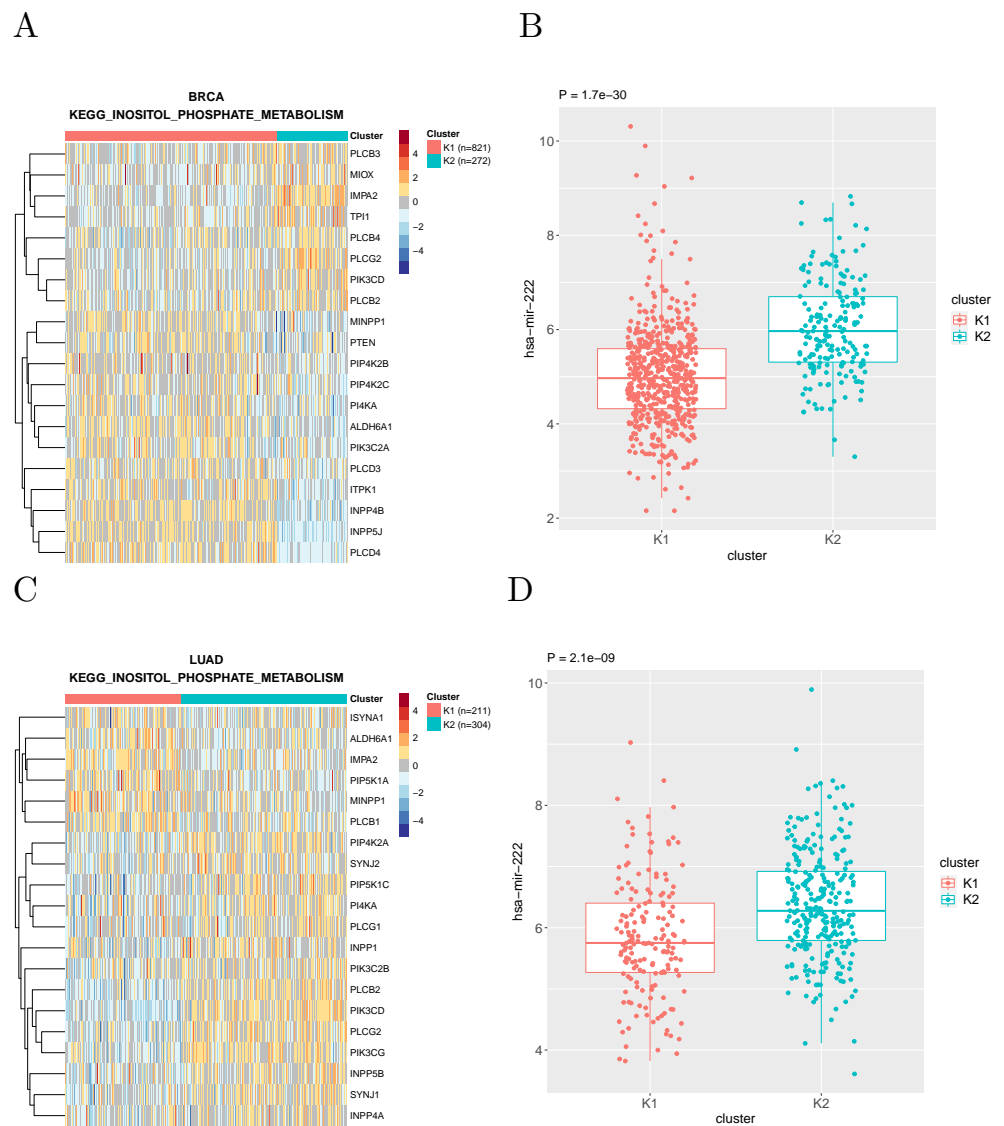 A
BRCA
KEGG_INOSITOL_PHOSPHATE_METABOLISM
Cluster
PLCB3
MIOX
IMPA2
TPI1
PLCB4
PLCG2
PIK3CD
PLCB2
MINPP1
PTEN
PIP4K2B
PIP4K2C
PI4KA
ALDH6A1
PIK3C2A
PLCD3
ITPK1
INPP4B
INPP5J
PLCD4
4
2
0
−2
−4
Cluster
K1 (n=821)
K2 (n=272)
B
P = 1.7e−30
10
8
6
4
2
hsa−mir−222
K1
K2
cluster
cluster
K1
K2
C
LUAD
KEGG_INOSITOL_PHOSPHATE_METABOLISM
Cluster
ISYNA1
ALDH6A1
IMPA2
PIP5K1A
MINPP1
PLCB1
PIP4K2A
SYNJ2
PIP5K1C
PI4KA
PLCG1
INPP1
PIK3C2B
PLCB2
PIK3CD
PLCG2
PIK3CG
INPP5B
SYNJ1
INPP4A
4
2
0
−2
−4
Cluster
K1 (n=211)
K2 (n=304)
D
P = 2.1e−09
10
8
6
4
hsa−mir−222
K1
K2
cluster
cluster
K1
K2